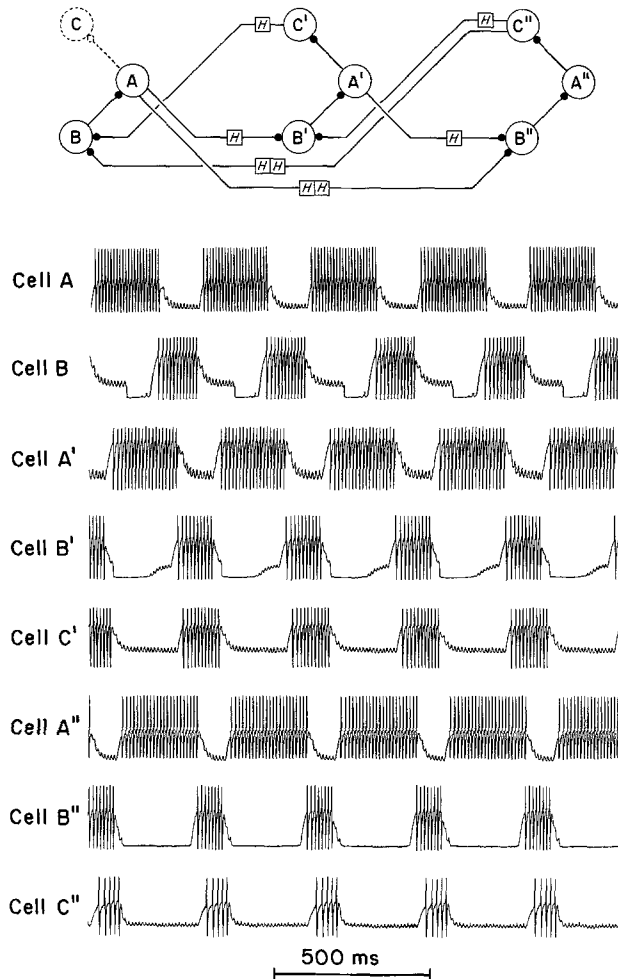 C
H
C'
H
C"
A
A'
A"
B
H
B'
H
B"
H H
H H
Cell A
Cell B
Cell A'
Cell B'
Cell C'
Cell A"
Cell B"
Cell C"
500 ms